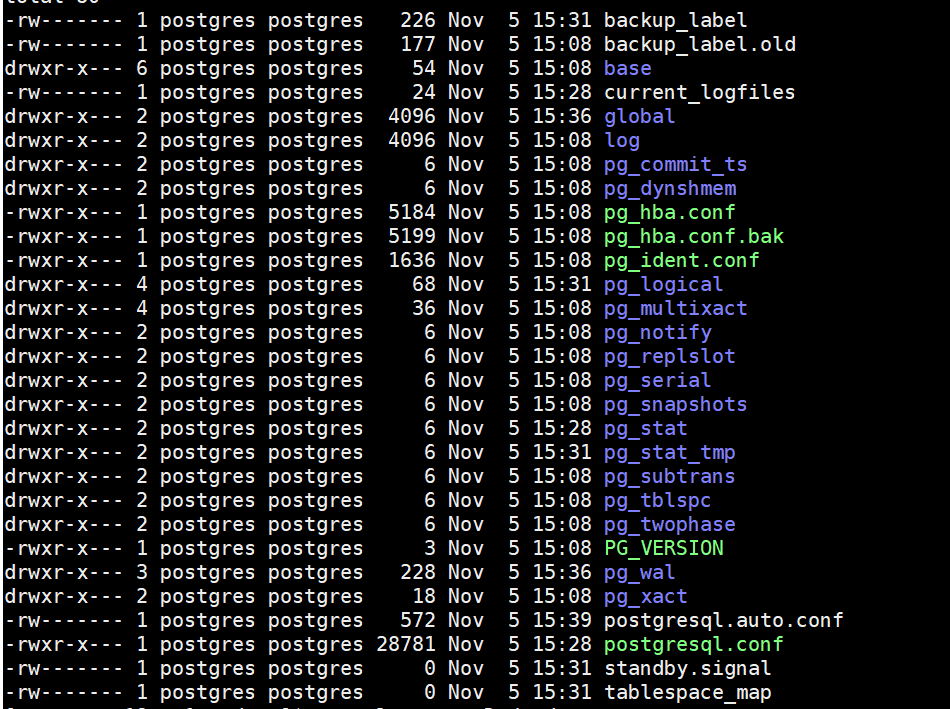 -rw------- 1 postgres postgres   226 Nov  5 15:31 backup_label
-rw------- 1 postgres postgres   177 Nov  5 15:08 backup_label.old
drwxr-x--- 6 postgres postgres    54 Nov  5 15:08 base
-rw------- 1 postgres postgres    24 Nov  5 15:28 current_logfiles
drwxr-x--- 2 postgres postgres  4096 Nov  5 15:36 global
drwxr-x--- 2 postgres postgres  4096 Nov  5 15:08 log
drwxr-x--- 2 postgres postgres     6 Nov  5 15:08 pg_commit_ts
drwxr-x--- 2 postgres postgres     6 Nov  5 15:08 pg_dynshmem
-rwxr-x--- 1 postgres postgres  5184 Nov  5 15:08 pg_hba.conf
-rwxr-x--- 1 postgres postgres  5199 Nov  5 15:08 pg_hba.conf.bak
-rwxr-x--- 1 postgres postgres  1636 Nov  5 15:08 pg_ident.conf
drwxr-x--- 4 postgres postgres    68 Nov  5 15:31 pg_logical
drwxr-x--- 4 postgres postgres    36 Nov  5 15:08 pg_multixact
drwxr-x--- 2 postgres postgres     6 Nov  5 15:08 pg_notify
drwxr-x--- 2 postgres postgres     6 Nov  5 15:08 pg_replslot
drwxr-x--- 2 postgres postgres     6 Nov  5 15:08 pg_serial
drwxr-x--- 2 postgres postgres     6 Nov  5 15:08 pg_snapshots
drwxr-x--- 2 postgres postgres     6 Nov  5 15:28 pg_stat
drwxr-x--- 2 postgres postgres     6 Nov  5 15:31 pg_stat_tmp
drwxr-x--- 2 postgres postgres     6 Nov  5 15:08 pg_subtrans
drwxr-x--- 2 postgres postgres     6 Nov  5 15:08 pg_tblspc
drwxr-x--- 2 postgres postgres     6 Nov  5 15:08 pg_twophase
-rwxr-x--- 1 postgres postgres     3 Nov  5 15:08 PG_VERSION
drwxr-x--- 3 postgres postgres   228 Nov  5 15:36 pg_wal
drwxr-x--- 2 postgres postgres    18 Nov  5 15:08 pg_xact
-rw------- 1 postgres postgres   572 Nov  5 15:39 postgresql.auto.conf
-rwxr-x--- 1 postgres postgres 28781 Nov  5 15:28 postgresql.conf
-rw------- 1 postgres postgres     0 Nov  5 15:31 standby.signal
-rw------- 1 postgres postgres     0 Nov  5 15:31 tablespace_map